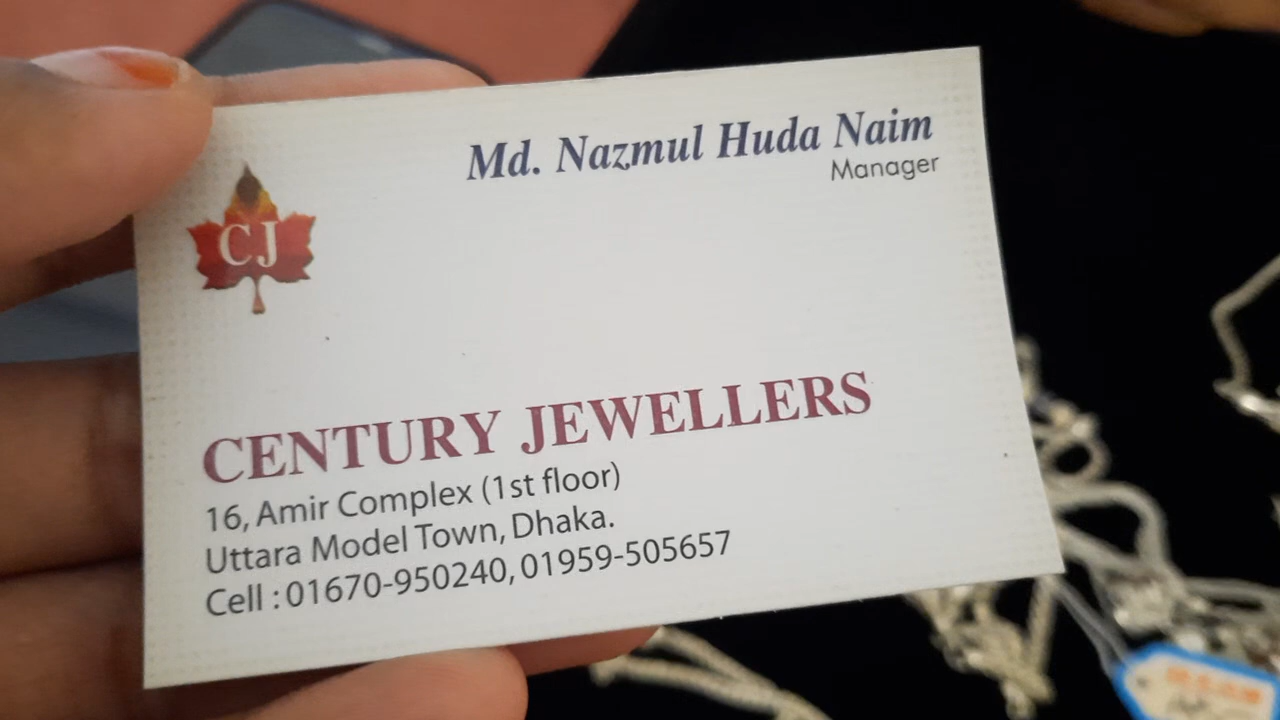 Md. Nazmul Huda Naim
Manager
CJ
CENTURY JEWELLERS
16, Amir Complex (1st floor)
Uttara Model Town, Dhaka.
Cell : 01670-950240, 01959-505657